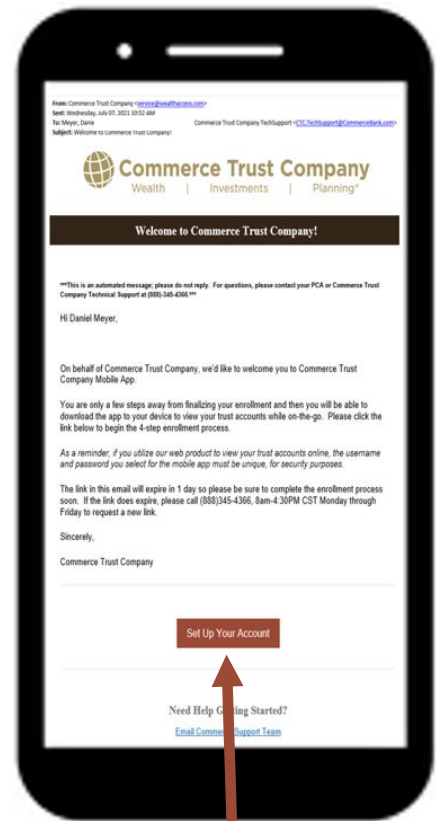 From: Commerce Trust Company <service@wealthaccess.com>
Sent: Wednesday, July 07, 2021 10:52 AM
To: Meyer, Danie Commerce Trust Company TechSupport <CTC.TechSupport@CommerceBank.com>
Subject: Welcome to Commerce Trust Company!
Commerce Trust Company
Wealth | Investments | Planning®
Welcome to Commerce Trust Company!
***This is an automated message; please do not reply. For questions, please contact your PCA or Commerce Trust
Company Technical Support at (888)-345-4366.***
Hi Daniel Meyer,
On behalf of Commerce Trust Company, we'd like to welcome you to Commerce Trust
Company Mobile App.
You are only a few steps away from finalizing your enrollment and then you will be able to
download the app to your device to view your trust accounts while on-the-go. Please click the
link below to begin the 4-step enrollment process.
As a reminder, if you utilize our web product to view your trust accounts online, the username
and password you select for the mobile app must be unique, for security purposes.
The link in this email will expire in 1 day so please be sure to complete the enrollment process
soon. If the link does expire, please call (888)345-4366, 8am-4:30PM CST Monday through
Friday to request a new link.
Sincerely,
Commerce Trust Company
Set Up Your Account
Need Help Getting Started?
Email Commerce Support Team